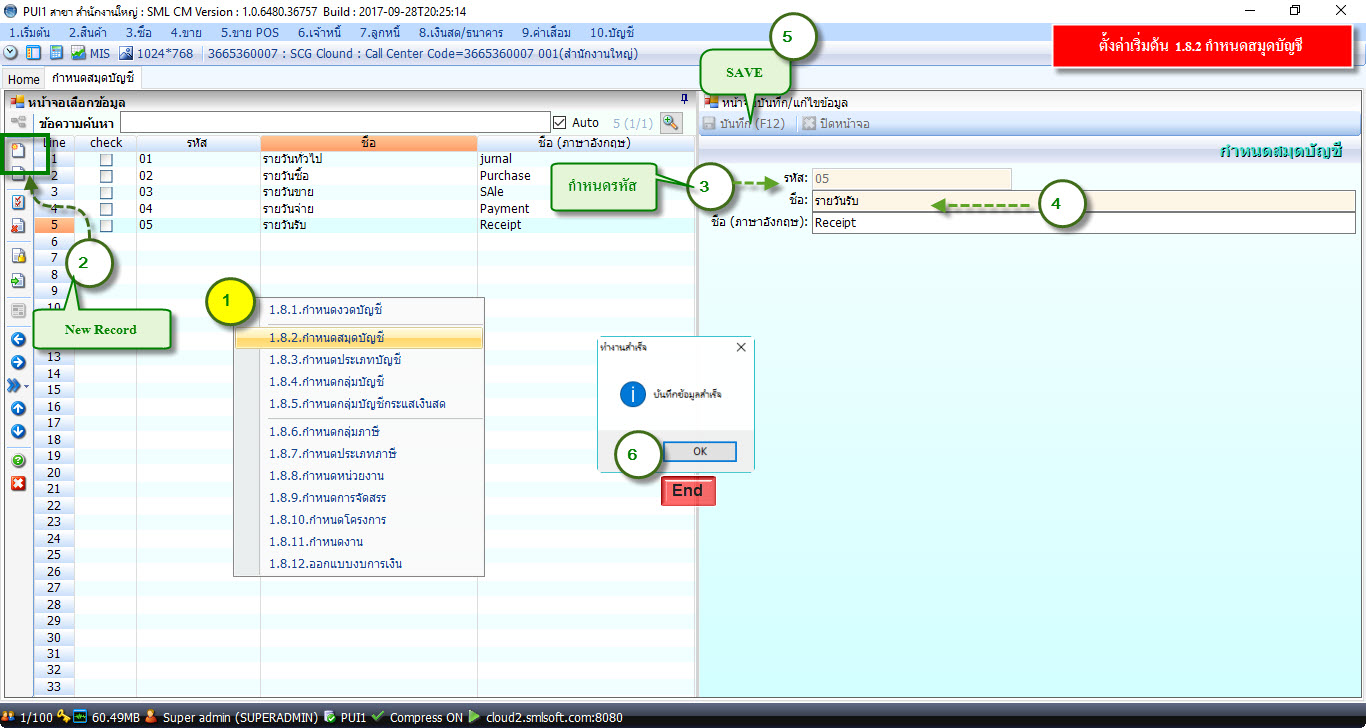 PUI1 สาขา สำนักงานใหญ่ : SML CM Version : 1.0.6480.36757 Build : 2017-09-28T20:25:14
1.เริ่มต้น 2.สินค้า 3.ซื้อ 4.ขาย 5.ขาย POS 6.เจ้าหนี้ 7.ลูกหนี้ 8.เงินสด/ธนาคาร 9.ค่าเสื่อม 10.บัญชี
MIS 1024*768 3665360007 : SCG Clound : Call Center Code=3665360007 001(สำนักงานใหญ่)
ตั้งค่าเริ่มต้น 1.8.2 กำหนดสมุดบัญชี
5
SAVE
Home กำหนดสมุดบัญชี
หน้าจอเลือกข้อมูล
ข้อความค้นหา Auto 5 (1/1)
Line check รหัส ชื่อ ชื่อ (ภาษาอังกฤษ)
1 01 รายวันทั่วไป jurnal
2 02 รายวันซื้อ Purchase
3 03 รายวันขาย SAle
4 04 รายวันจ่าย Payment
5 05 รายวันรับ Receipt
6
7
8
9
10
13
14
15
16
17
18
19
20
21
22
23
24
25
26
27
28
29
30
31
32
33
2
New Record
1
1.8.1.กำหนดงวดบัญชี
1.8.2.กำหนดสมุดบัญชี
1.8.3.กำหนดประเภทบัญชี
1.8.4.กำหนดกลุ่มบัญชี
1.8.5.กำหนดกลุ่มบัญชีกระแสเงินสด
1.8.6.กำหนดกลุ่มภาษี
1.8.7.กำหนดประเภทภาษี
1.8.8.กำหนดหน่วยงาน
1.8.9.กำหนดการจัดสรร
1.8.10.กำหนดโครงการ
1.8.11.กำหนดงาน
1.8.12.ออกแบบงบการเงิน
หน้าจอบันทึก/แก้ไขข้อมูล
บันทึก (F12) ปิดหน้าจอ
กำหนดสมุดบัญชี
กำหนดรหัส
3
รหัส: 05
ชื่อ: รายวันรับ
4
ชื่อ (ภาษาอังกฤษ): Receipt
ทำงานสำเร็จ
บันทึกข้อมูลสำเร็จ
6
OK
End
1/100 60.49MB Super admin (SUPERADMIN) PUI1 Compress ON cloud2.smlsoft.com:8080